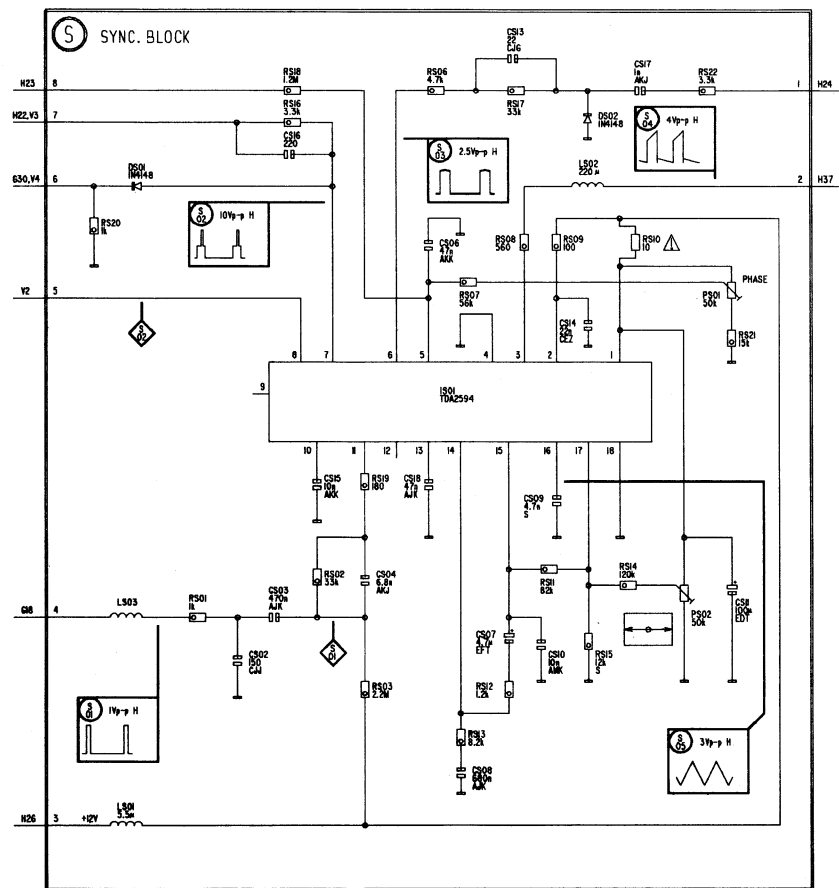 S SYNC. BLOCK
CS13
22
CJ6
H23 8
RS18
1.2M
RS06
4.7k
CS17
1n
AKJ
RS22
3.3k
1 H24
H22,V3 7
RS16
3.3k
RS17
33k
DS02
1N4148
S
04
4Vp-p H
CS16
220
S
03
2.5Vp-p H
DS01
1N4148
LS02
220µ
G30,V4 6
2 H37
RS20
1k
S
02
10Vp-p H
CS06
47n
AKK
RS08
560
RS09
100
RS10
10
V2 5
RS07
56k
PS01
50k
PHASE
S
02
CS14
22n
CEZ
RS21
15k
8 7 6 5 4 3 2 1
9
IS01
TDA2594
10 11 12 13 14 15 16 17 18
CS15
10n
AKK
RS19
180
CS18
47n
AJK
CS09
4.7n
S
RS02
33k
CS04
6.8n
AKJ
RS11
82k
RS14
120k
G18 4
LS03
RS01
1k
CS03
470n
AJK
PS02
50k
CS11
100µ
EDT
CS02
150
CJJ
S
01
CS07
4.7µ
EFT
CS10
10n
AMK
RS15
12k
S
S
01
1Vp-p H
RS03
2.2M
RS12
1.2k
RS13
8.2k
S
05
3Vp-p H
CS08
680n
AJK
H26 3 +12V
LS01
3.3µ